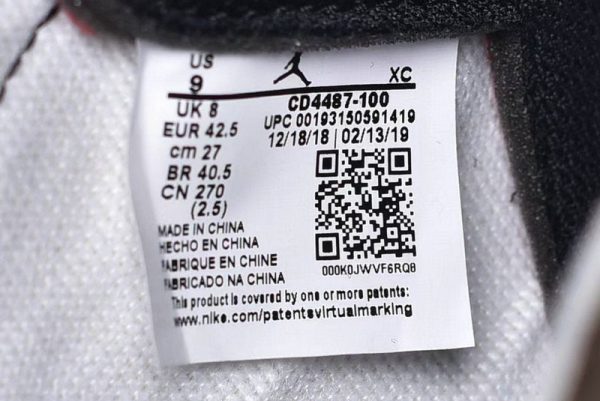 US
9
XC
UK 8
EUR 42.5
cm 27
BR 40.5
CN 270
(2.5)
CD4487-100
UPC 00193150591419
12/18/18 | 02/13/19
000K0JWVF6RQ8
MADE IN CHINA
HECHO EN CHINA
FABRIQUE EN CHINE
FABRICADO NA CHINA
This product is covered by one or more patents:
www.nike.com/patentsvirtualmarking